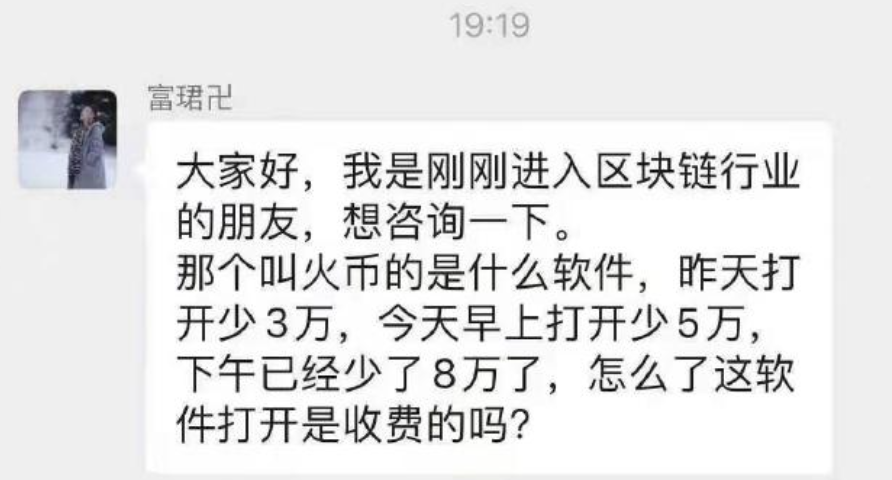 19:19
富珺卍
大家好，我是刚刚进入区块链行业
的朋友，想咨询一下。
那个叫火币的是什么软件，昨天打
开少3万，今天早上打开少5万，
下午已经少了8万了，怎么了这软
件打开是收费的吗？